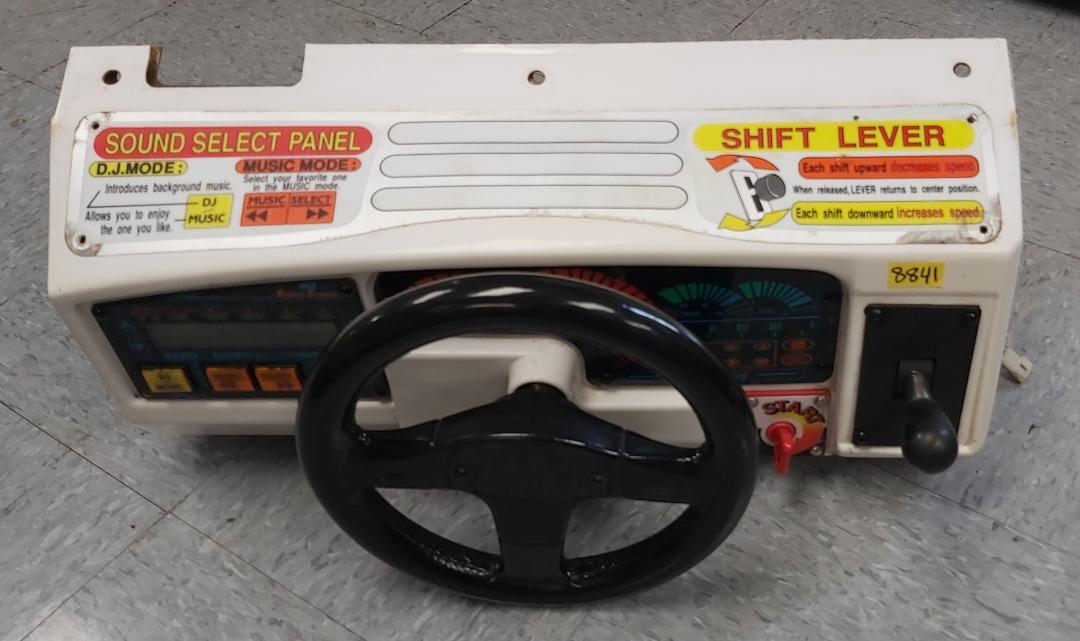 SOUND SELECT PANEL
D.J.MODE:
Introduces background music.
DJ
MUSIC
Allows you to enjoy
the one you like.
MUSIC MODE:
Select your favorite one
in the MUSIC mode.
MUSIC SELECT
SHIFT LEVER
Each shift upward decreases speed
When released, LEVER returns to center position.
Each shift downward increases speed.
8841
START
DJ
FUEL